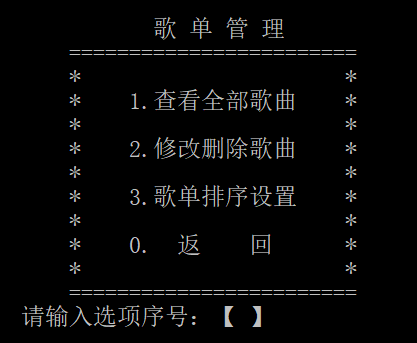 歌 单 管 理
========================
*                      *
*    1.查看全部歌曲    *
*                      *
*    2.修改删除歌曲    *
*                      *
*    3.歌单排序设置    *
*                      *
*    0.  返    回      *
*                      *
========================
请输入选项序号：【 】